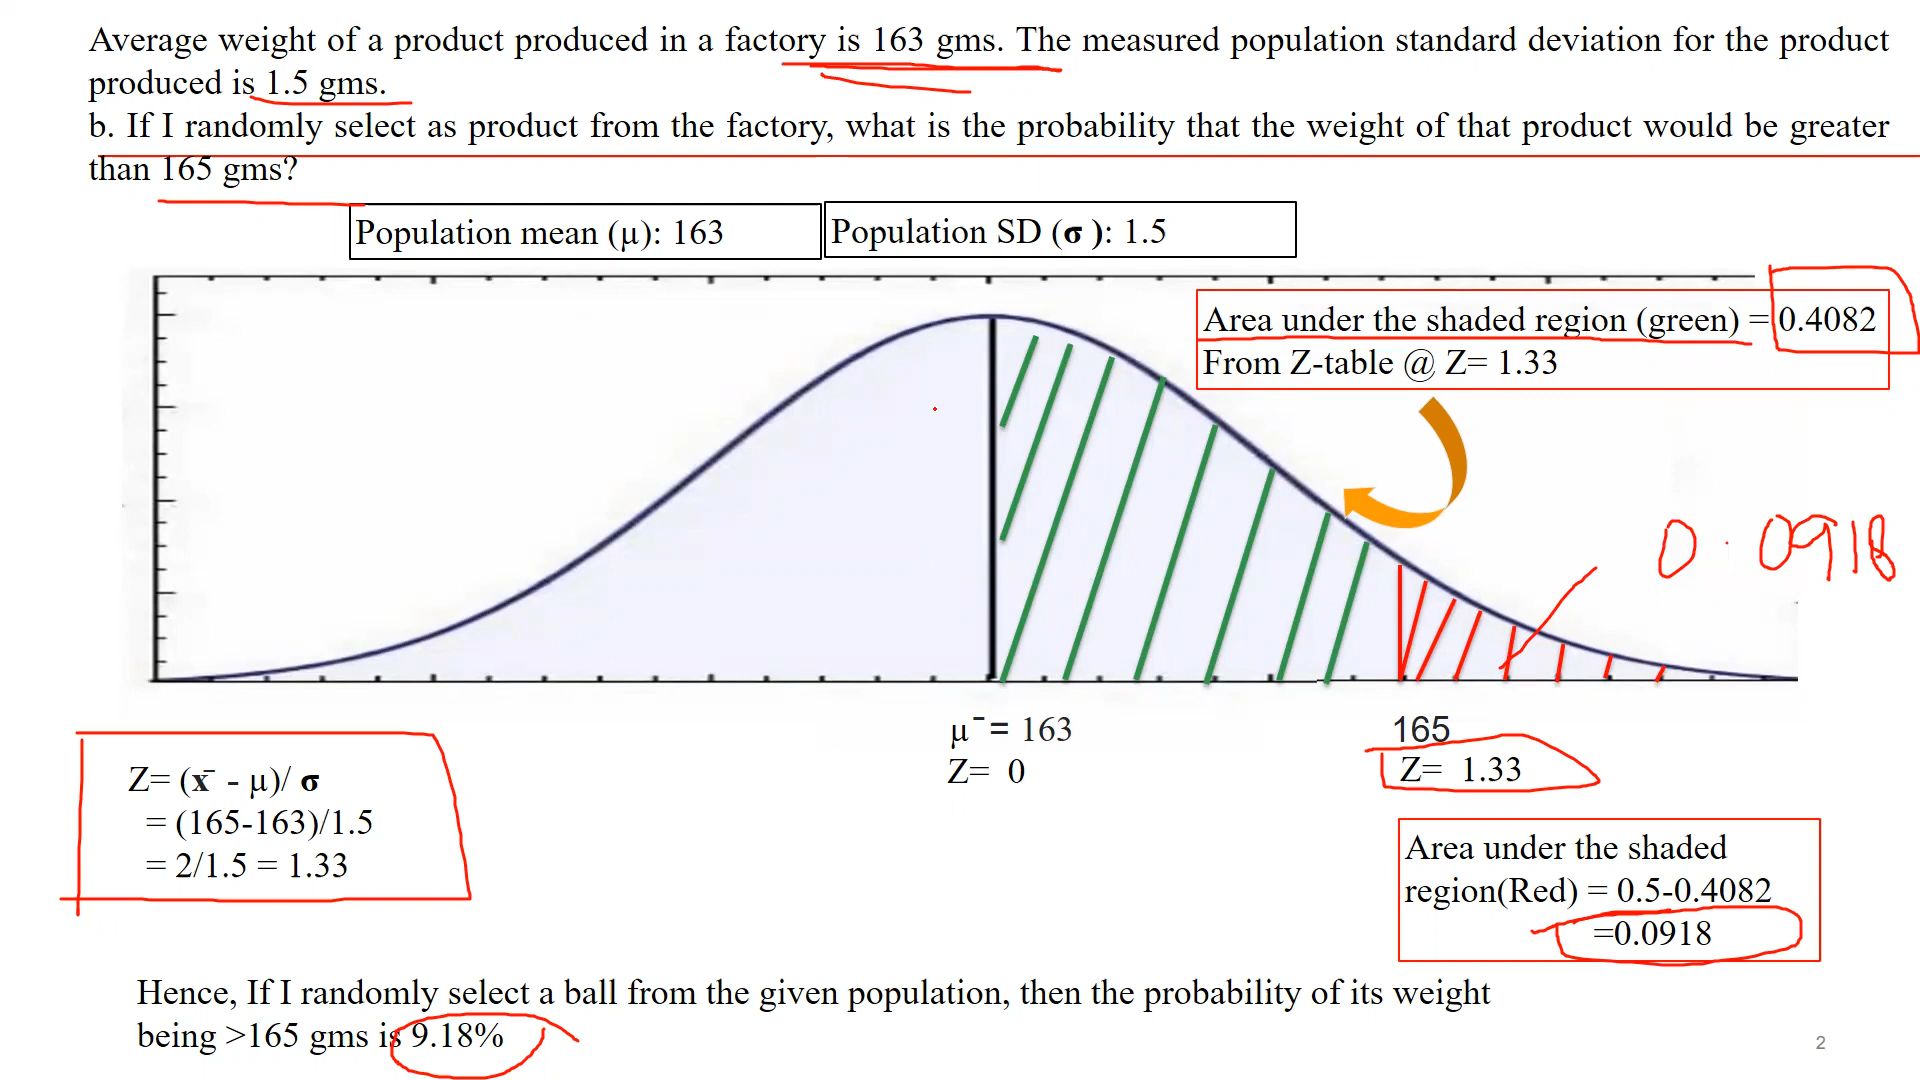 Average weight of a product produced in a factory is 163 gms. The measured population standard deviation for the product
produced is 1.5 gms.
b. If I randomly select as product from the factory, what is the probability that the weight of that product would be greater
than 165 gms?
Population mean (μ): 163
Population SD (σ ): 1.5
Area under the shaded region (green) = 0.4082
From Z-table @ Z= 1.33
0.0918
μ¯= 163
Z= 0
165
Z= 1.33
Z= (x̄ - μ)/ σ
= (165-163)/1.5
= 2/1.5 = 1.33
Area under the shaded
region(Red) = 0.5-0.4082
=0.0918
Hence, If I randomly select a ball from the given population, then the probability of its weight
being >165 gms is 9.18%
2